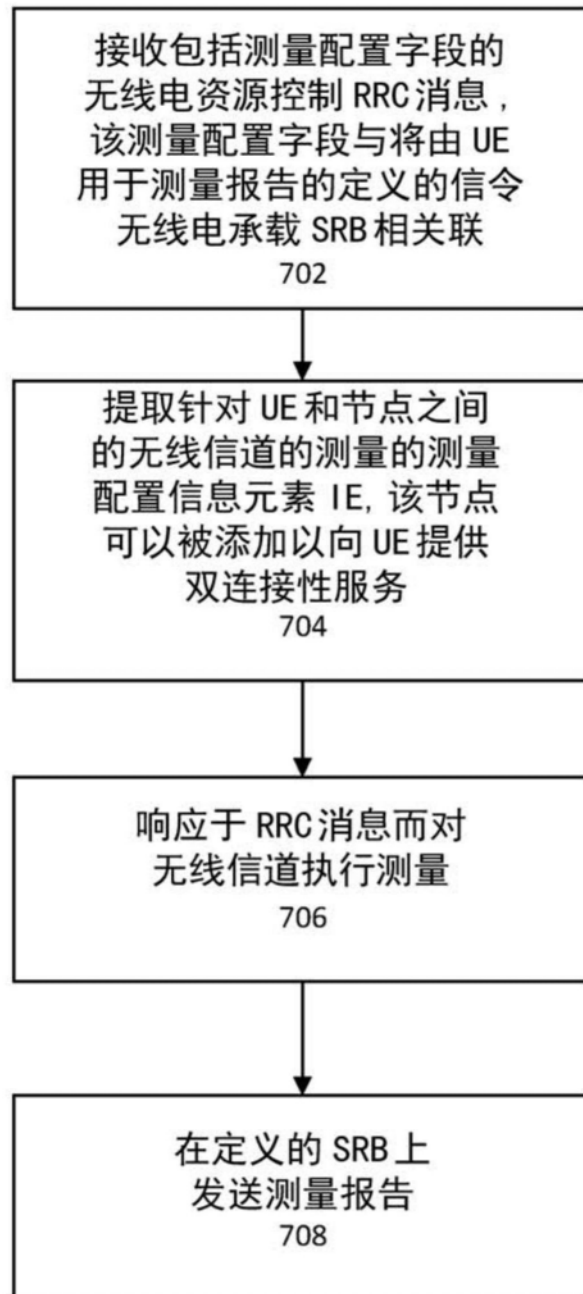 接收包括测量配置字段的
无线电资源控制 RRC 消息，
该测量配置字段与将由 UE
用于测量报告的定义的信令
无线电承载 SRB 相关联
702
提取针对 UE 和节点之间
的无线信道的测量的测量
配置信息元素 IE, 该节点
可以被添加以向 UE 提供
双连接性服务
704
响应于 RRC 消息而对
无线信道执行测量
706
在定义的 SRB 上
发送测量报告
708